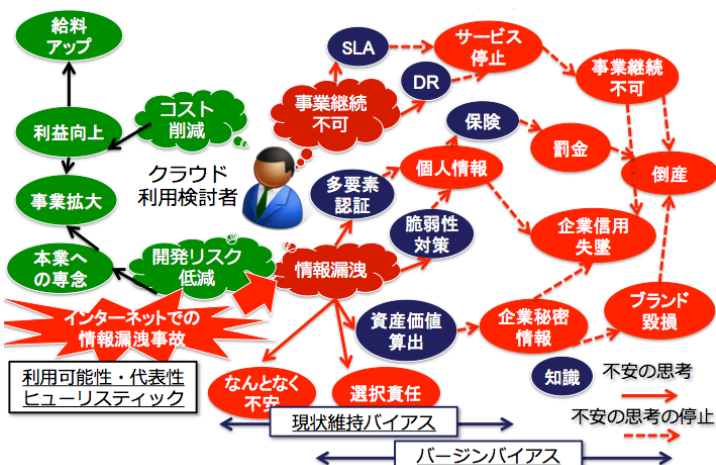 給料
アップ
SLA
サービス
停止
DR
事業継続
不可
コスト
削減
事業継続
不可
利益向上
保険
罰金
クラウド
利用検討者
個人情報
倒産
多要素
認証
事業拡大
脆弱性
対策
企業信用
失墜
本業へ
の専念
開発リスク
低減
情報漏洩
インターネットでの
情報漏洩事故
資産価値
算出
企業秘密
情報
ブランド
毀損
利用可能性・代表性
ヒューリスティック
なんとなく
不安
選択責任
知識
不安の思考
不安の思考の停止
現状維持バイアス
バージンバイアス